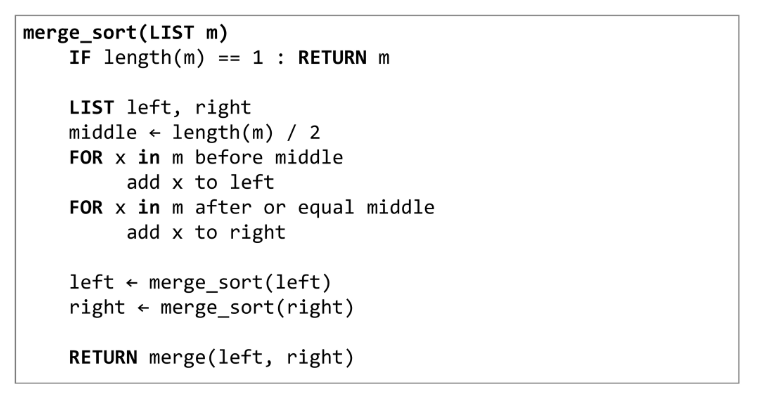 merge_sort(LIST m)
IF length(m) == 1 : RETURN m
LIST left, right
middle ← length(m) / 2
FOR x in m before middle
add x to left
FOR x in m after or equal middle
add x to right
left ← merge_sort(left)
right ← merge_sort(right)
RETURN merge(left, right)